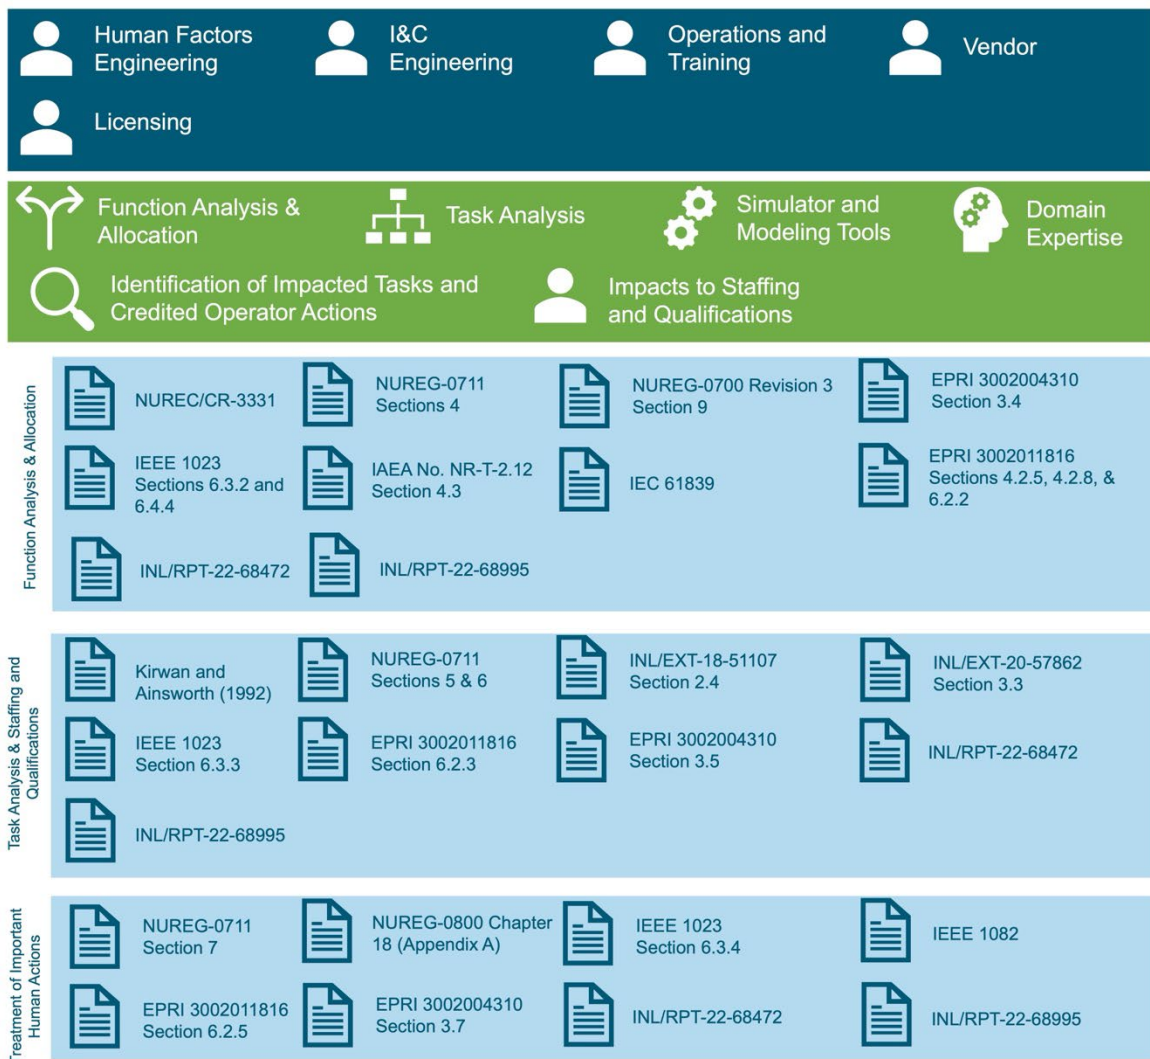 Human Factors
Engineering
I&C
Engineering
Operations and
Training
Vendor
Licensing
Function Analysis &
Allocation
Task Analysis
Simulator and
Modeling Tools
Domain
Expertise
Identification of Impacted Tasks and
Credited Operator Actions
Impacts to Staffing
and Qualifications
Function Analysis & Allocation
NUREC/CR-3331
NUREG-0711
Sections 4
NUREG-0700 Revision 3
Section 9
EPRI 3002004310
Section 3.4
IEEE 1023
Sections 6.3.2 and
6.4.4
IAEA No. NR-T-2.12
Section 4.3
IEC 61839
EPRI 3002011816
Sections 4.2.5, 4.2.8, &
6.2.2
INL/RPT-22-68472
INL/RPT-22-68995
Task Analysis & Staffing and
Qualifications
Kirwan and
Ainsworth (1992)
NUREG-0711
Sections 5 & 6
INL/EXT-18-51107
Section 2.4
INL/EXT-20-57862
Section 3.3
IEEE 1023
Section 6.3.3
EPRI 3002011816
Section 6.2.3
EPRI 3002004310
Section 3.5
INL/RPT-22-68472
INL/RPT-22-68995
Treatment of Important
Human Actions
NUREG-0711
Section 7
NUREG-0800 Chapter
18 (Appendix A)
IEEE 1023
Section 6.3.4
IEEE 1082
EPRI 3002011816
Section 6.2.5
EPRI 3002004310
Section 3.7
INL/RPT-22-68472
INL/RPT-22-68995